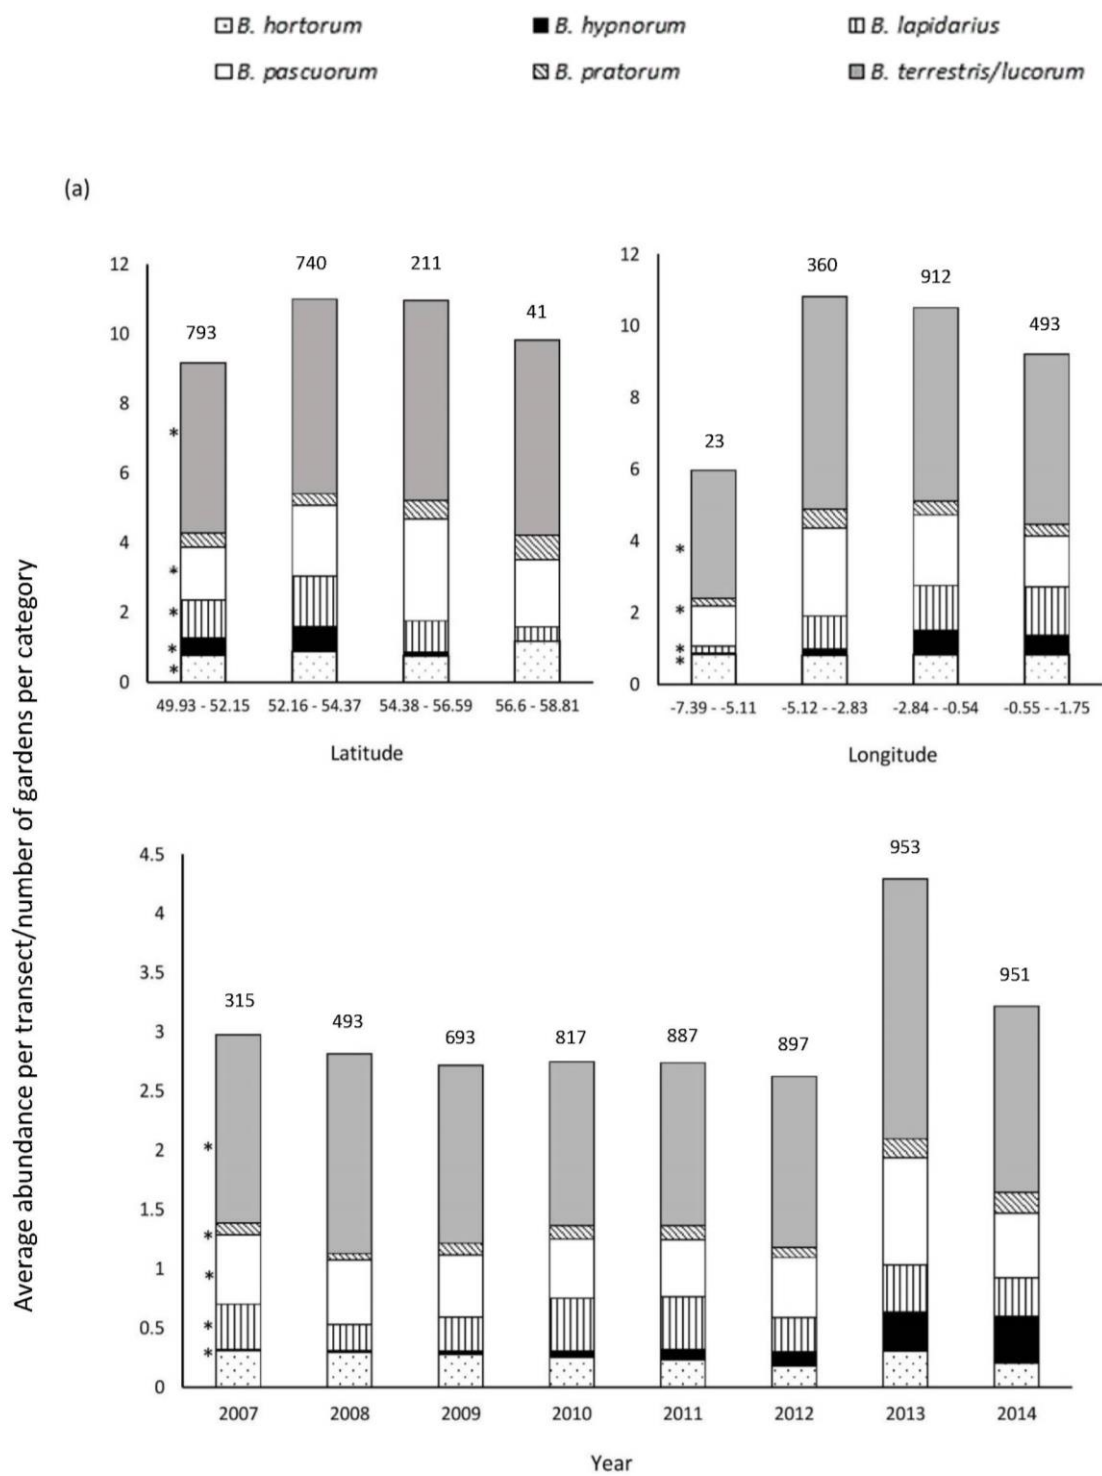 B. hortorum B. hypnorum B. lapidarius
B. pascuorum B. pratorum B. terrestris/lucorum
(a)
Average abundance per transect/number of gardens per category
12
10
8
6
4
2
0
793 740 211 41
* * * * *
49.93 - 52.15 52.16 - 54.37 54.38 - 56.59 56.6 - 58.81
Latitude
12
10
8
6
4
2
0
23 360 912 493
* * * *
-7.39 - -5.11 -5.12 - -2.83 -2.84 - -0.54 -0.55 - -1.75
Longitude
4.5
4
3.5
3
2.5
2
1.5
1
0.5
0
315 493 693 817 887 897 953 951
* * * * *
2007 2008 2009 2010 2011 2012 2013 2014
Year